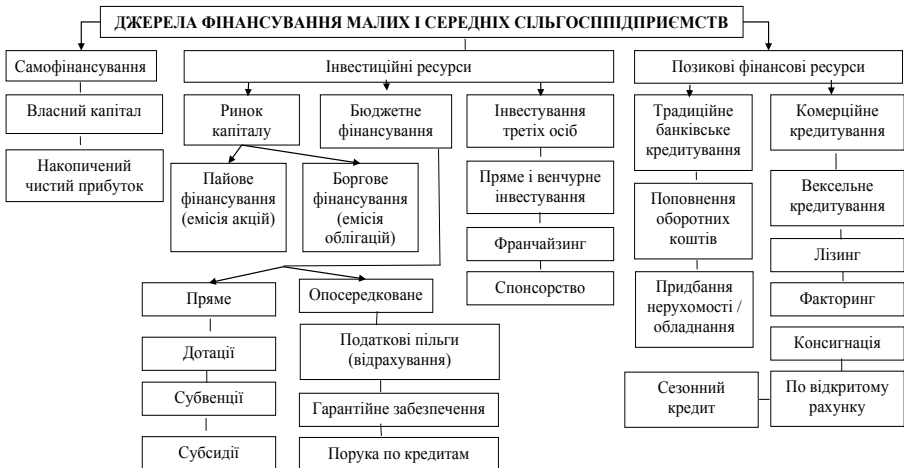 ДЖЕРЕЛА ФІНАНСУВАННЯ МАЛИХ І СЕРЕДНІХ СІЛЬГОСППІДПРИЄМСТВ
Самофінансування
Власний капітал
Накопичений
чистий прибуток
Інвестиційні ресурси
Ринок
капіталу
Пайове
фінансування
(емісія акцій)
Боргове
фінансування
(емісія
облігацій)
Бюджетне
фінансування
Пряме
Дотації
Субвенції
Субсидії
Опосередковане
Податкові пільги
(відрахування)
Гарантійне забезпечення
Порука по кредитам
Інвестування
третіх осіб
Пряме і венчурне
інвестування
Франчайзинг
Спонсорство
Позикові фінансові ресурси
Традиційне
банківське
кредитування
Поповнення
оборотних
коштів
Придбання
нерухомості /
обладнання
Комерційне
кредитування
Вексельне
кредитування
Лізинг
Факторинг
Консигнація
По відкритому
рахунку
Сезонний
кредит